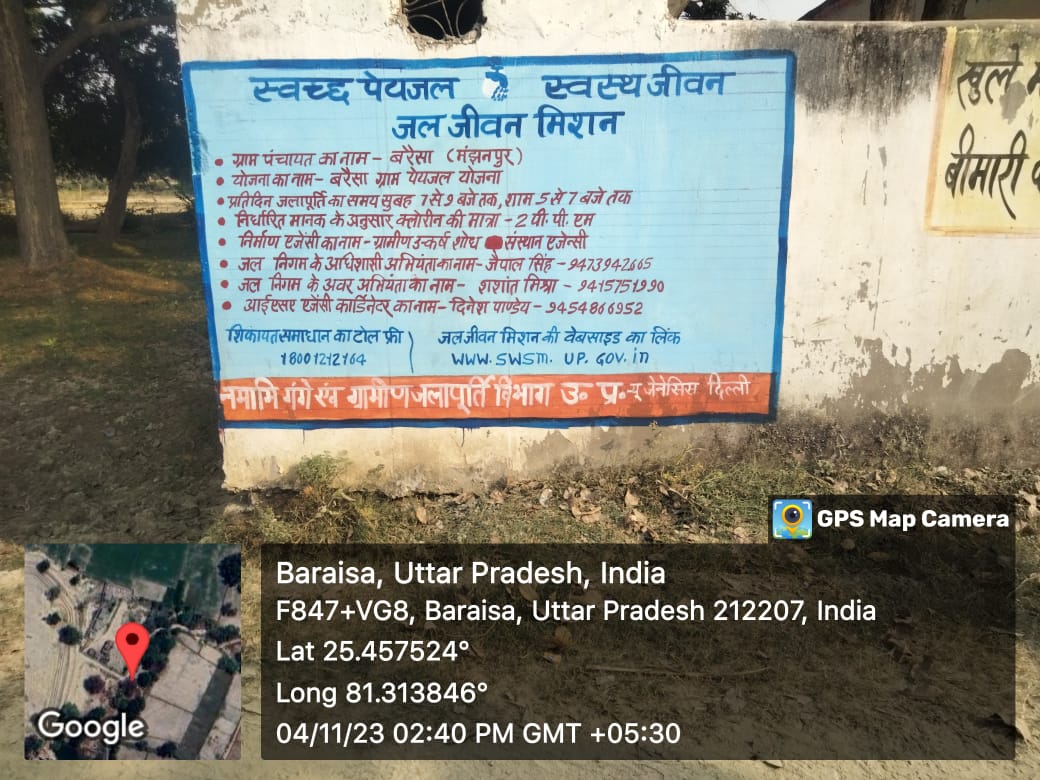 स्वच्छ पेयजल स्वस्थ जीवन
जल जीवन मिशन
• ग्राम पंचायत का नाम - बरैसा (मंझनपुर)
• योजना का नाम - बरैसा ग्राम पेयजल योजना
• प्रतिदिन जलापूर्ति का समय सुबह 7 से 9 बजे तक, शाम 5 से 7 बजे तक
• निर्धारित मानक के अनुसार क्लोरीन की मात्रा - 2 पी. पी. एम
• निर्माण एजेंसी का नाम - ग्रामीण उत्कर्ष शोध संस्थान एजेन्सी
• जल निगम के अधिशासी अभियंता का नाम - जैपाल सिंह - 9473942665
• जल निगम के अवर अभियंता का नाम - शशांत मिश्रा - 9415751990
• आईएसए एजेंसी कार्डिनेटर का नाम - दिनेश पाण्डेय - 9454866952
शिकायत समाधान का टोल फ्री
18001212164
जल जीवन मिशन की वेबसाइड का लिंक
WWW.SWSM.UP.GOV.in
नमामि गंगे एंव ग्रामीण जलापूर्ति विभाग उ० प्र०-यू जेनेसिस दिल्ली
खुले
बीमारी
GPS Map Camera
Google
Baraisa, Uttar Pradesh, India
F847+VG8, Baraisa, Uttar Pradesh 212207, India
Lat 25.457524°
Long 81.313846°
04/11/23 02:40 PM GMT +05:30